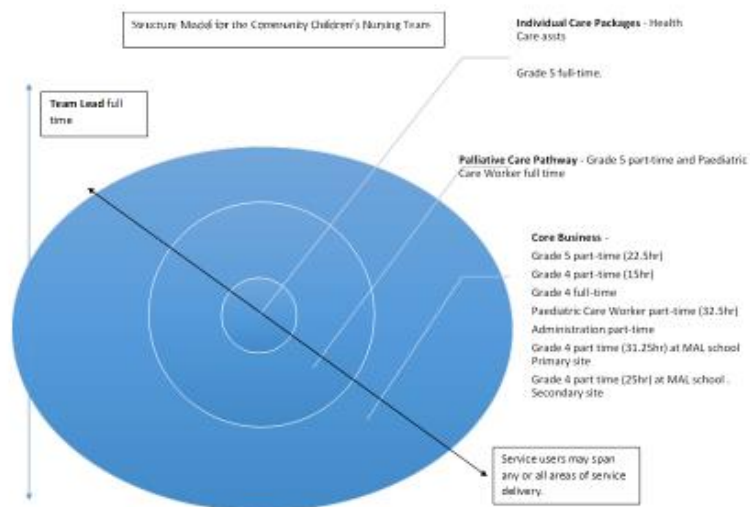 Structure Model for the Community Children's Nursing Team
Individual Care Packages - Health
Care assts
Grade 5 full-time.
Team Lead full
time
Palliative Care Pathway - Grade 5 part-time and Paediatric
Care Worker full time
Core Business -
Grade 5 part-time (22.5hr)
Grade 4 part-time (15hr)
Grade 4 full-time
Paediatric Care Worker part-time (32.5hr)
Administration part-time
Grade 4 part time (31.25hr) at MAL school
Primary site
Grade 4 part time (25hr) at MAL school .
Secondary site
Service users may span
any or all areas of service
delivery.